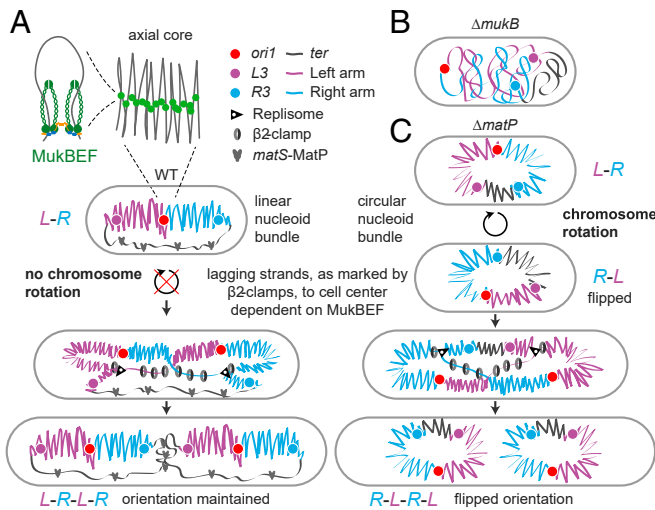 A
axial core
MukBEF
ori1
L3
R3
ter
Left arm
Right arm
Replisome
β2-clamp
matS-MatP
WT
L-R
linear
nucleoid
bundle
no chromosome
rotation
lagging strands, as marked by
β2-clamps, to cell center
dependent on MukBEF
L-R-L-R orientation maintained
B
ΔmukB
C
ΔmatP
L-R
circular
nucleoid
bundle
chromosome
rotation
R-L
flipped
R-L-R-L flipped orientation